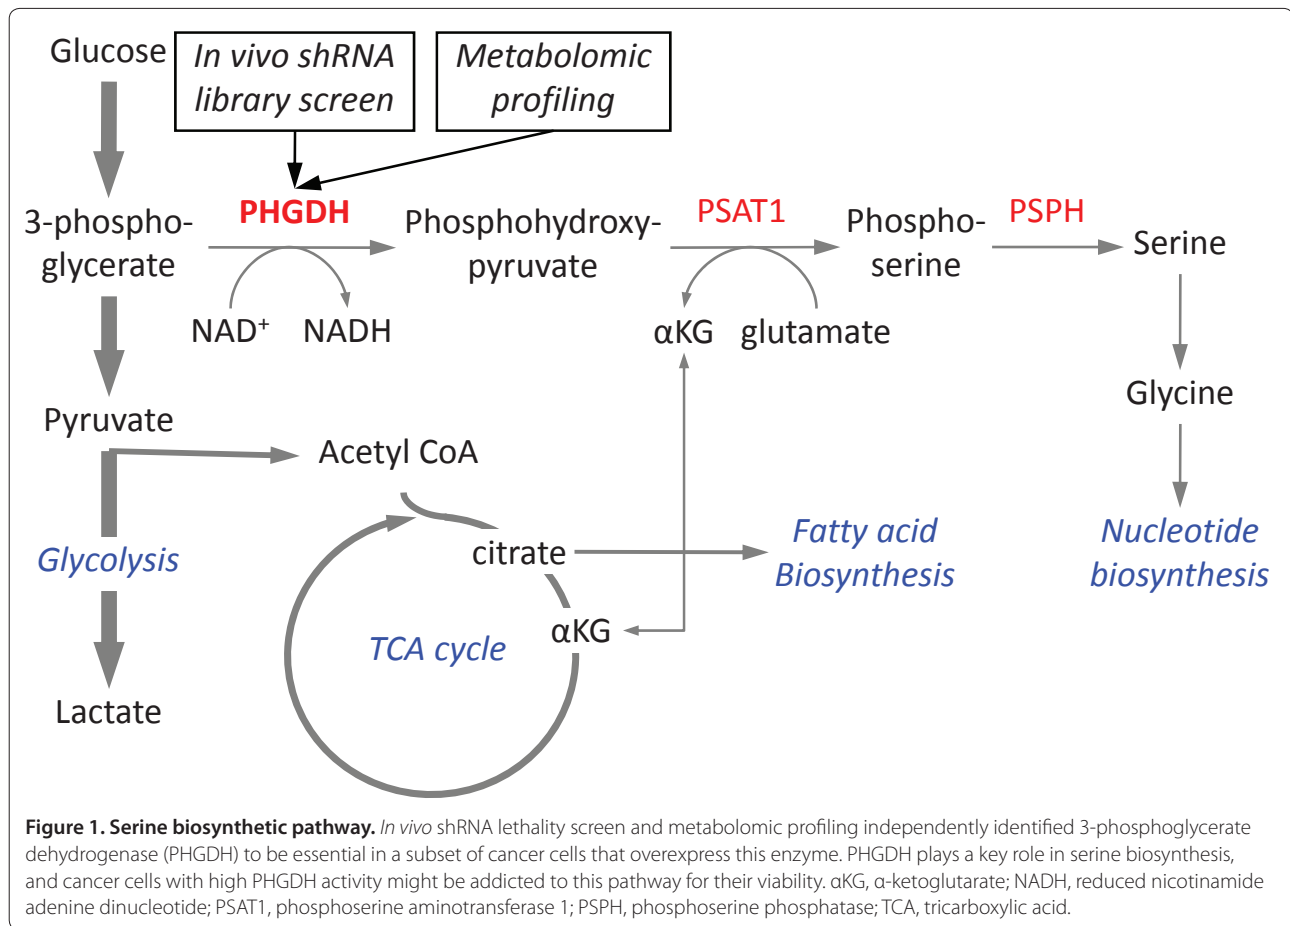 Glucose
In vivo shRNA
library screen
Metabolomic
profiling
3-phospho-
glycerate
PHGDH
Phosphohydroxy-
pyruvate
PSAT1
Phospho-
serine
PSPH
Serine
NAD⁺
NADH
αKG
glutamate
Glycine
Pyruvate
Acetyl CoA
Glycolysis
citrate
Fatty acid
Biosynthesis
Nucleotide
biosynthesis
αKG
TCA cycle
Lactate
Figure 1. Serine biosynthetic pathway. In vivo shRNA lethality screen and metabolomic profiling independently identified 3-phosphoglycerate
dehydrogenase (PHGDH) to be essential in a subset of cancer cells that overexpress this enzyme. PHGDH plays a key role in serine biosynthesis,
and cancer cells with high PHGDH activity might be addicted to this pathway for their viability. αKG, α-ketoglutarate; NADH, reduced nicotinamide
adenine dinucleotide; PSAT1, phosphoserine aminotransferase 1; PSPH, phosphoserine phosphatase; TCA, tricarboxylic acid.